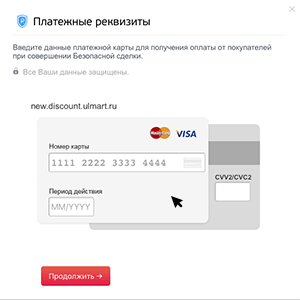 Платежные реквизиты
Введите данные платежной карты для получения оплаты от покупателей
при совершении Безопасной сделки.
Все Ваши данные защищены.
new.discount.ulmart.ru
MasterCard VISA
Номер карты
1111 2222 3333 4444
CVV2/CVC2
Период действия
MM/YYYY
Продолжить →